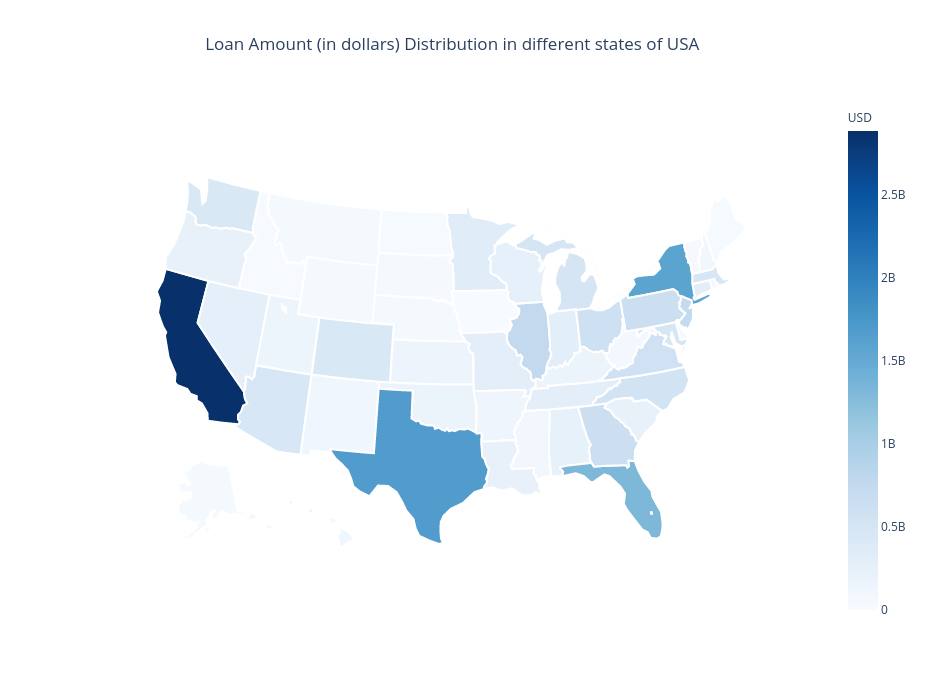 Loan Amount (in dollars) Distribution in different states of USA
USD
2.5B
2B
1.5B
1B
0.5B
0